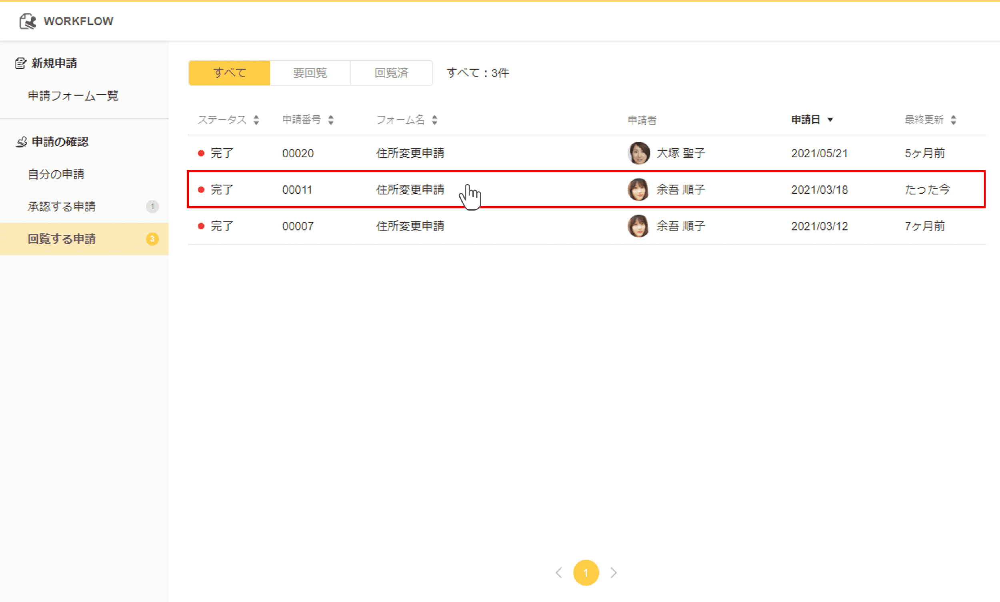 WORKFLOW
新規申請
申請フォーム一覧
申請の確認
自分の申請
承認する申請 1
回覧する申請 3
すべて 要回覧 回覧済 すべて：3件
ステータス 申請番号 フォーム名 申請者 申請日 最終更新
完了 00020 住所変更申請 大塚 聖子 2021/05/21 5ヶ月前
完了 00011 住所変更申請 余吾 順子 2021/03/18 たった今
完了 00007 住所変更申請 余吾 順子 2021/03/12 7ヶ月前
1